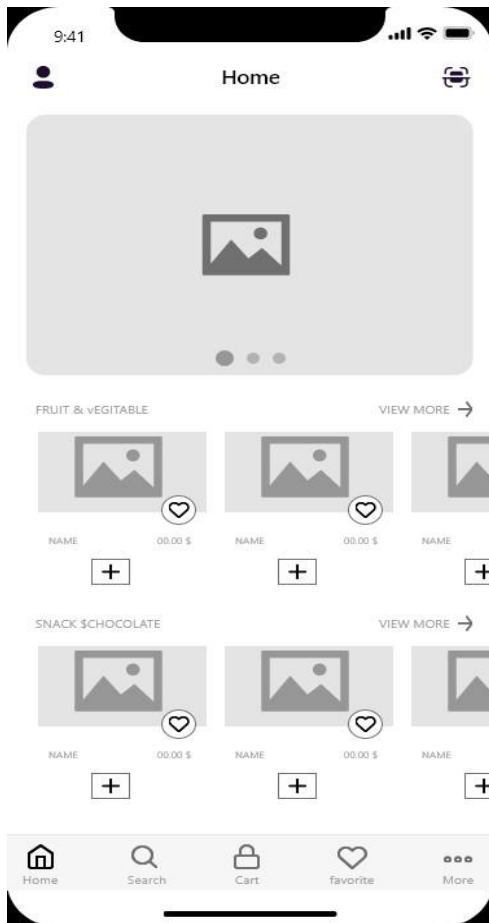 9:41
Home
FRUIT & vEGITABLE VIEW MORE
NAME 00.00 $ NAME 00.00 $ NAME
SNACK $CHOCOLATE VIEW MORE
NAME 00.00 $ NAME 00.00 $ NAME
Home Search Cart favorite More